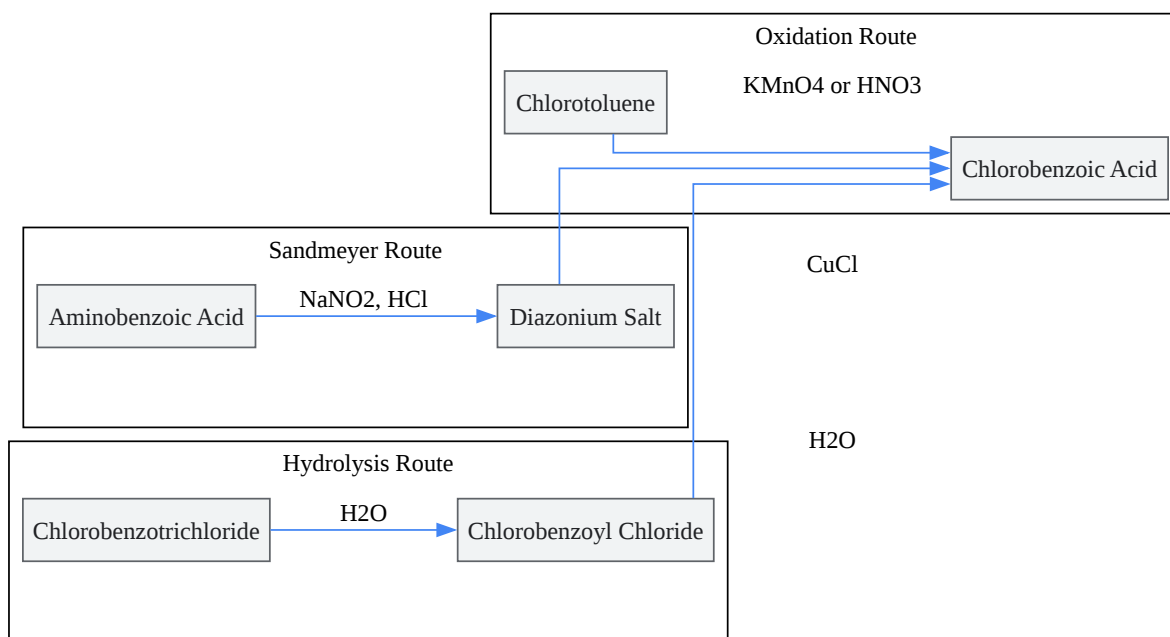 Oxidation Route
KMnO4 or HNO3
Chlorotoluene
Chlorobenzoic Acid
Sandmeyer Route
CuCl
NaNO2, HCl
Aminobenzoic Acid
Diazonium Salt
H2O
Hydrolysis Route
H2O
Chlorobenzotrichloride
Chlorobenzoyl Chloride